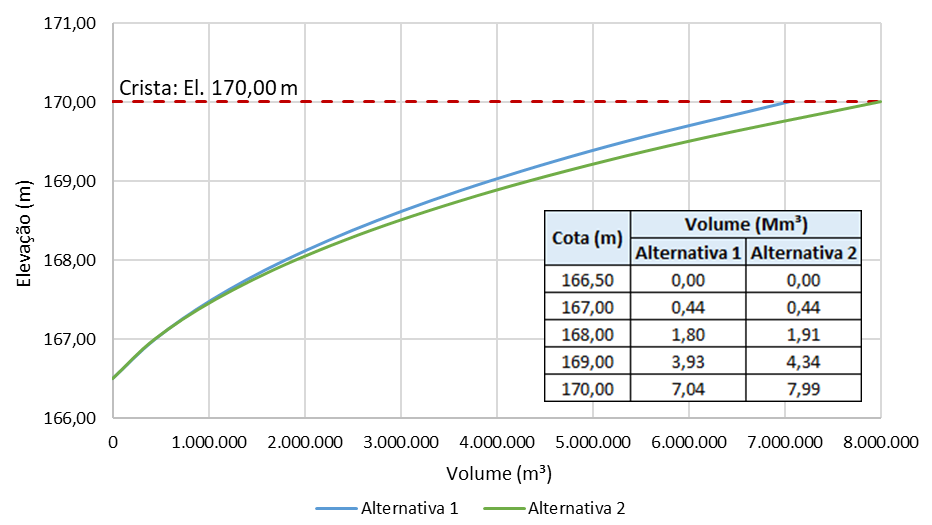 171,00
Crista: El. 170,00 m
170,00
169,00
168,00
167,00
166,00
Elevação (m)
Cota (m) Volume (Mm³)
Alternativa 1 Alternativa 2
166,50 0,00 0,00
167,00 0,44 0,44
168,00 1,80 1,91
169,00 3,93 4,34
170,00 7,04 7,99
0 1.000.000 2.000.000 3.000.000 4.000.000 5.000.000 6.000.000 7.000.000 8.000.000
Volume (m³)
Alternativa 1 Alternativa 2